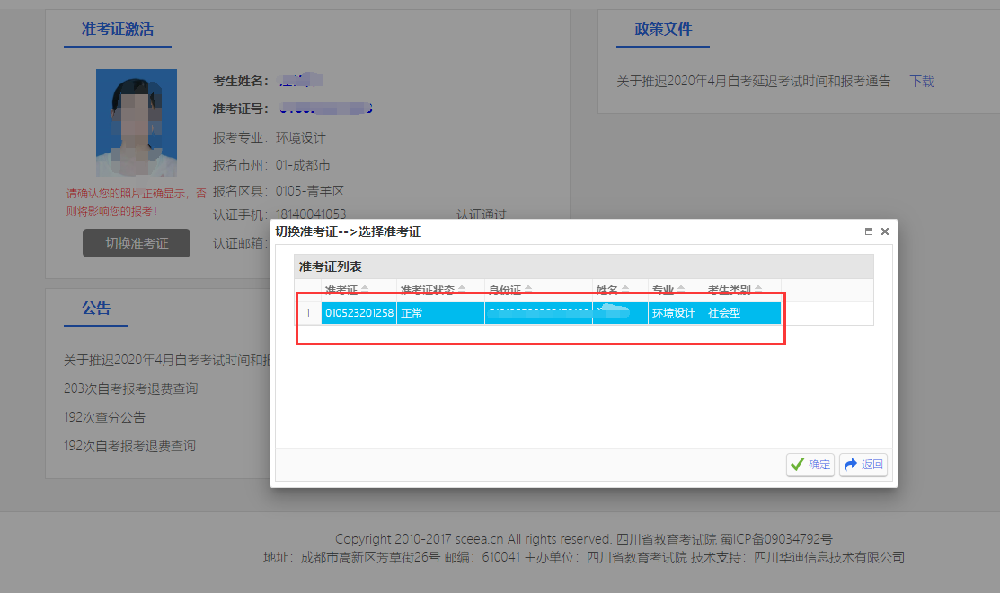 准考证激活
政策文件
考生姓名：
准考证号：
报考专业： 环境设计
报名市州： 01-成都市
报名区县： 0105-青羊区
认证手机： 18140041053 认证通过
认证邮箱：
请确认您的照片正确显示，否
则将影响您的报考！
切换准考证
关于推迟2020年4月自考延迟考试时间和报考通告 下载
公告
关于推迟2020年4月自考考试时间和报
203次自考报考退费查询
192次查分公告
192次自考报考退费查询
切换准考证-->选择准考证
准考证列表
准考证 准考证状态 身份证 姓名 专业 考生类别
1 010523201258 正常 环境设计 社会型
确定 返回
Copyright 2010-2017 sceea.cn All rights reserved. 四川省教育考试院 蜀ICP备09034792号
地址：成都市高新区芳草街26号 邮编：610041 主办单位：四川省教育考试院 技术支持：四川华迪信息技术有限公司